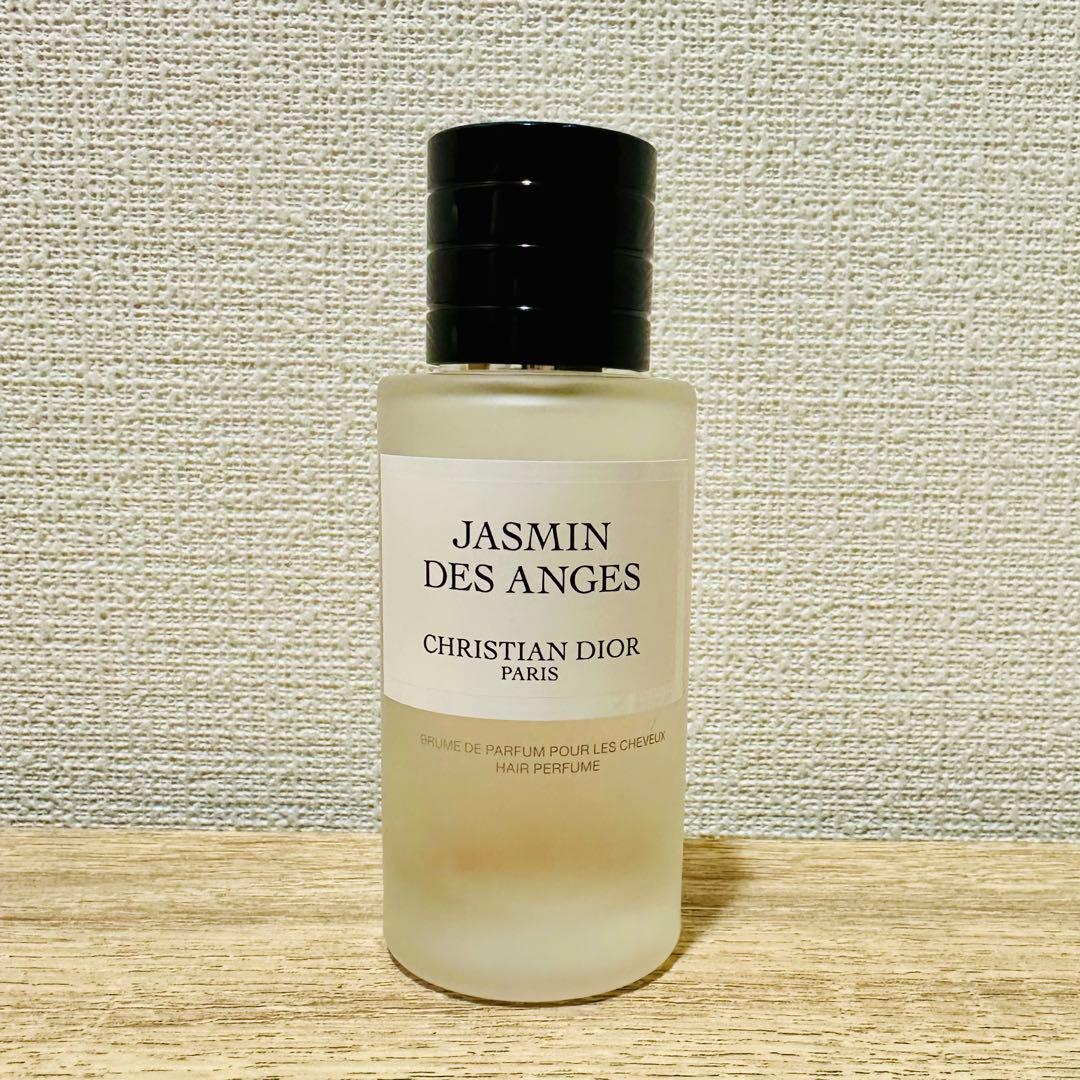 JASMIN
DES ANGES
CHRISTIAN DIOR
PARIS
BRUME DE PARFUM POUR LES CHEVEUX
HAIR PERFUME